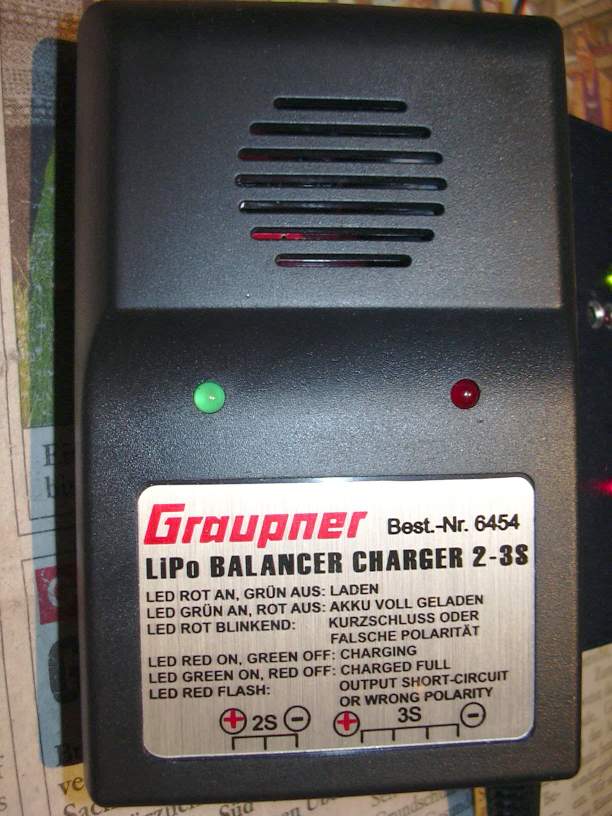 Graupner Best.-Nr. 6454
LiPo BALANCER CHARGER 2-3S
LED ROT AN, GRÜN AUS: LADEN
LED GRÜN AN, ROT AUS: AKKU VOLL GELADEN
LED ROT BLINKEND: KURZSCHLUSS ODER
FALSCHE POLARITÄT
LED RED ON, GREEN OFF: CHARGING
LED GREEN ON, RED OFF: CHARGED FULL
LED RED FLASH: OUTPUT SHORT-CIRCUIT
OR WRONG POLARITY
+ 2S - + 3S -